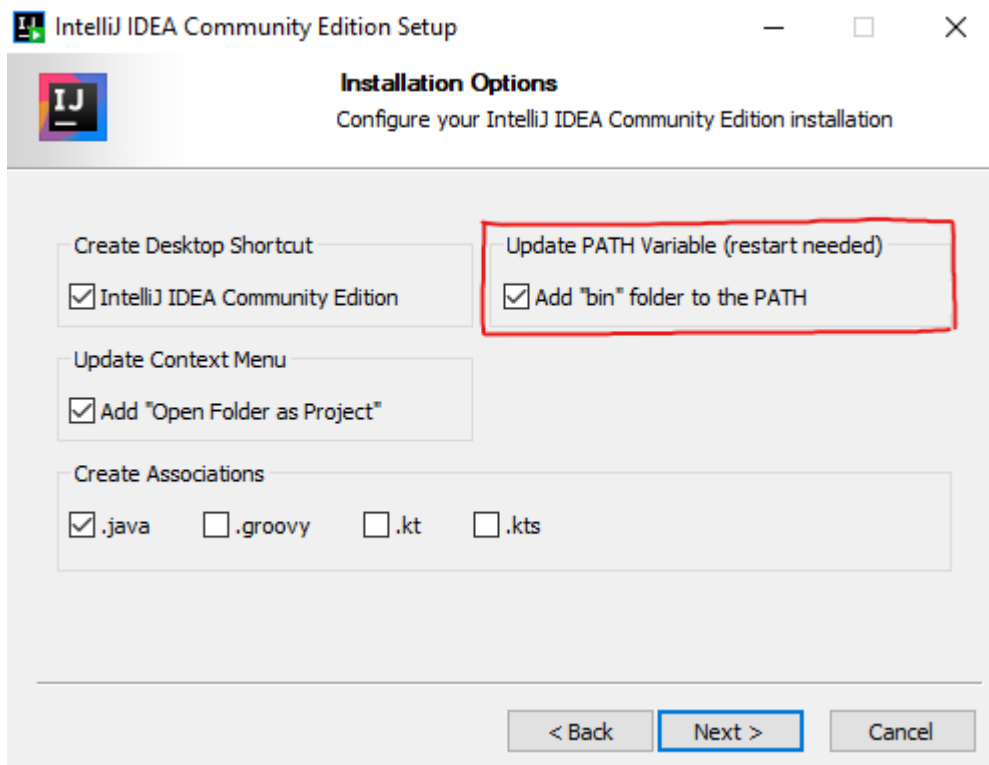 IntelliJ IDEA Community Edition Setup
IJ
Installation Options
Configure your IntelliJ IDEA Community Edition installation
Create Desktop Shortcut
IntelliJ IDEA Community Edition
Update PATH Variable (restart needed)
Add "bin" folder to the PATH
Update Context Menu
Add "Open Folder as Project"
Create Associations
.java .groovy .kt .kts
< Back Next > Cancel